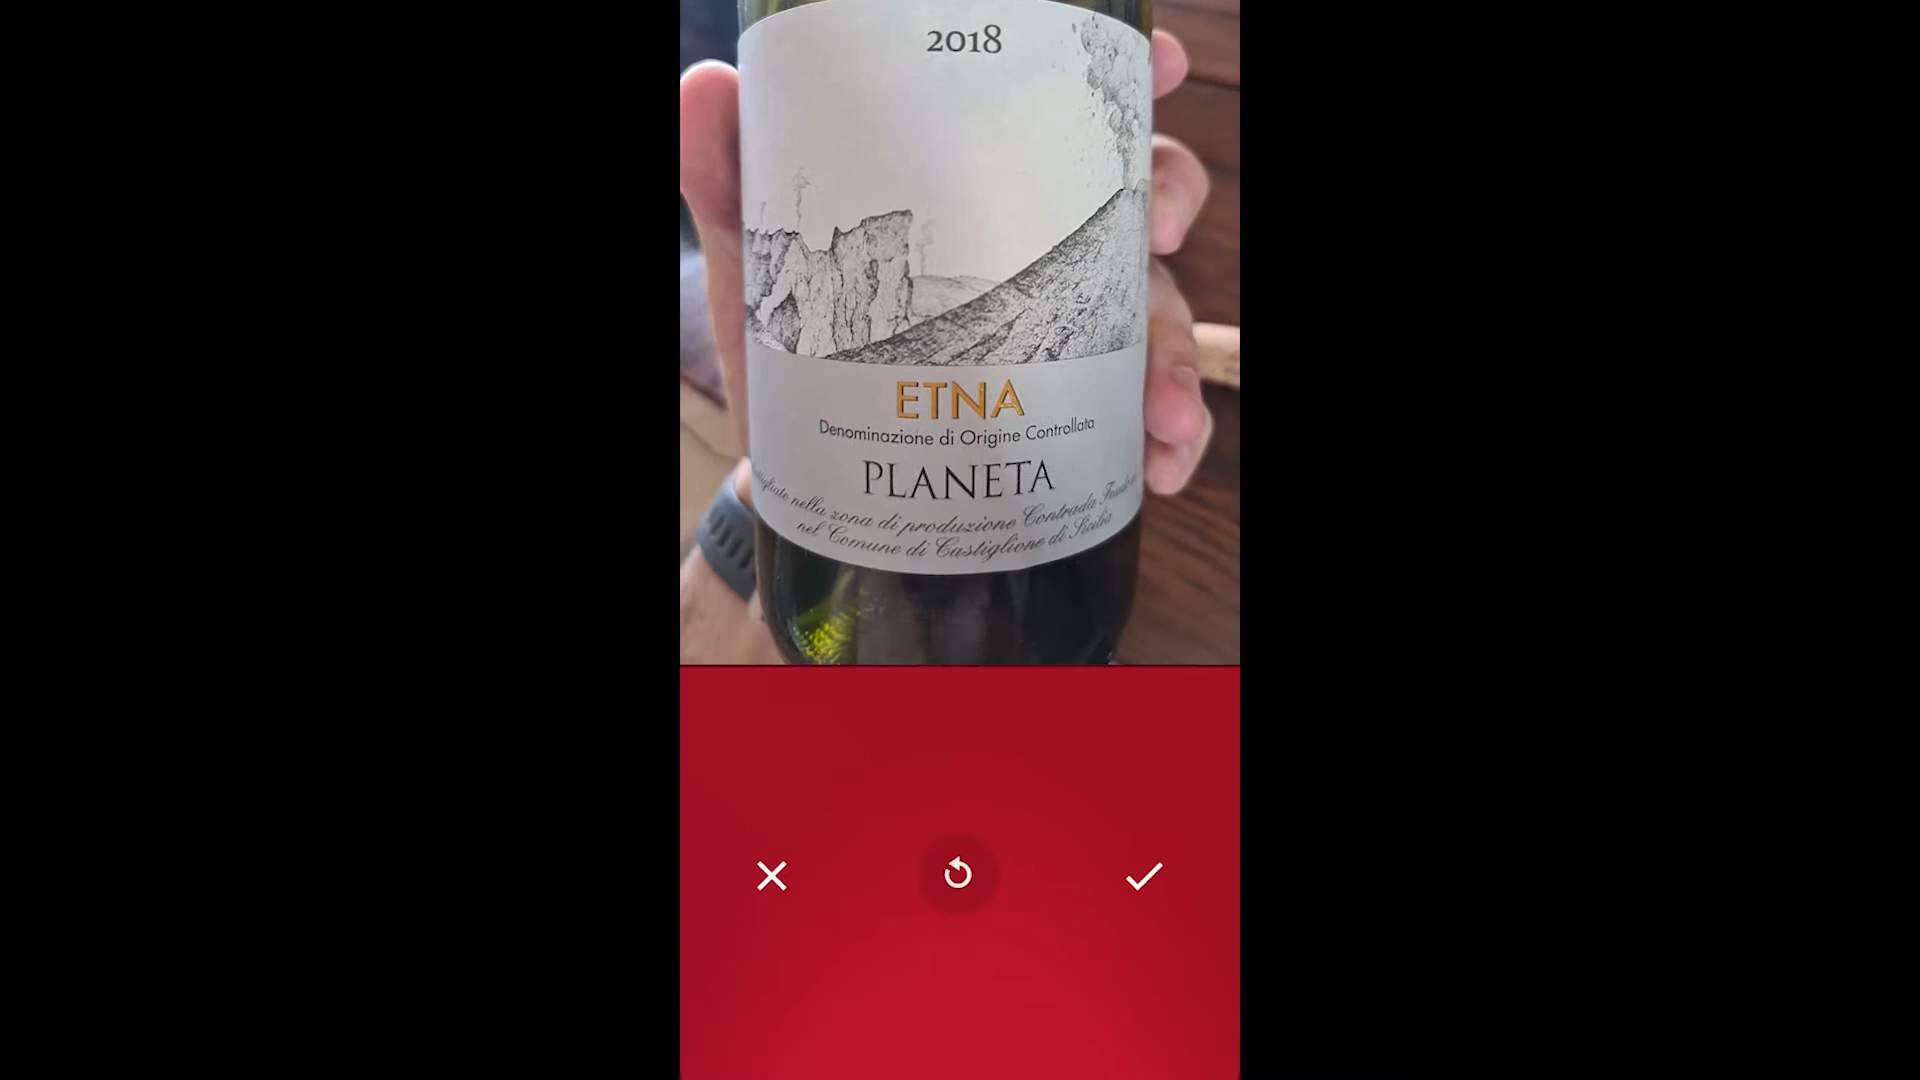 2018
ETNA
Denominazione di Origine Controllata
PLANETA
nella zona di produzione Contrada
nel Comune di Castiglione di Sicilia